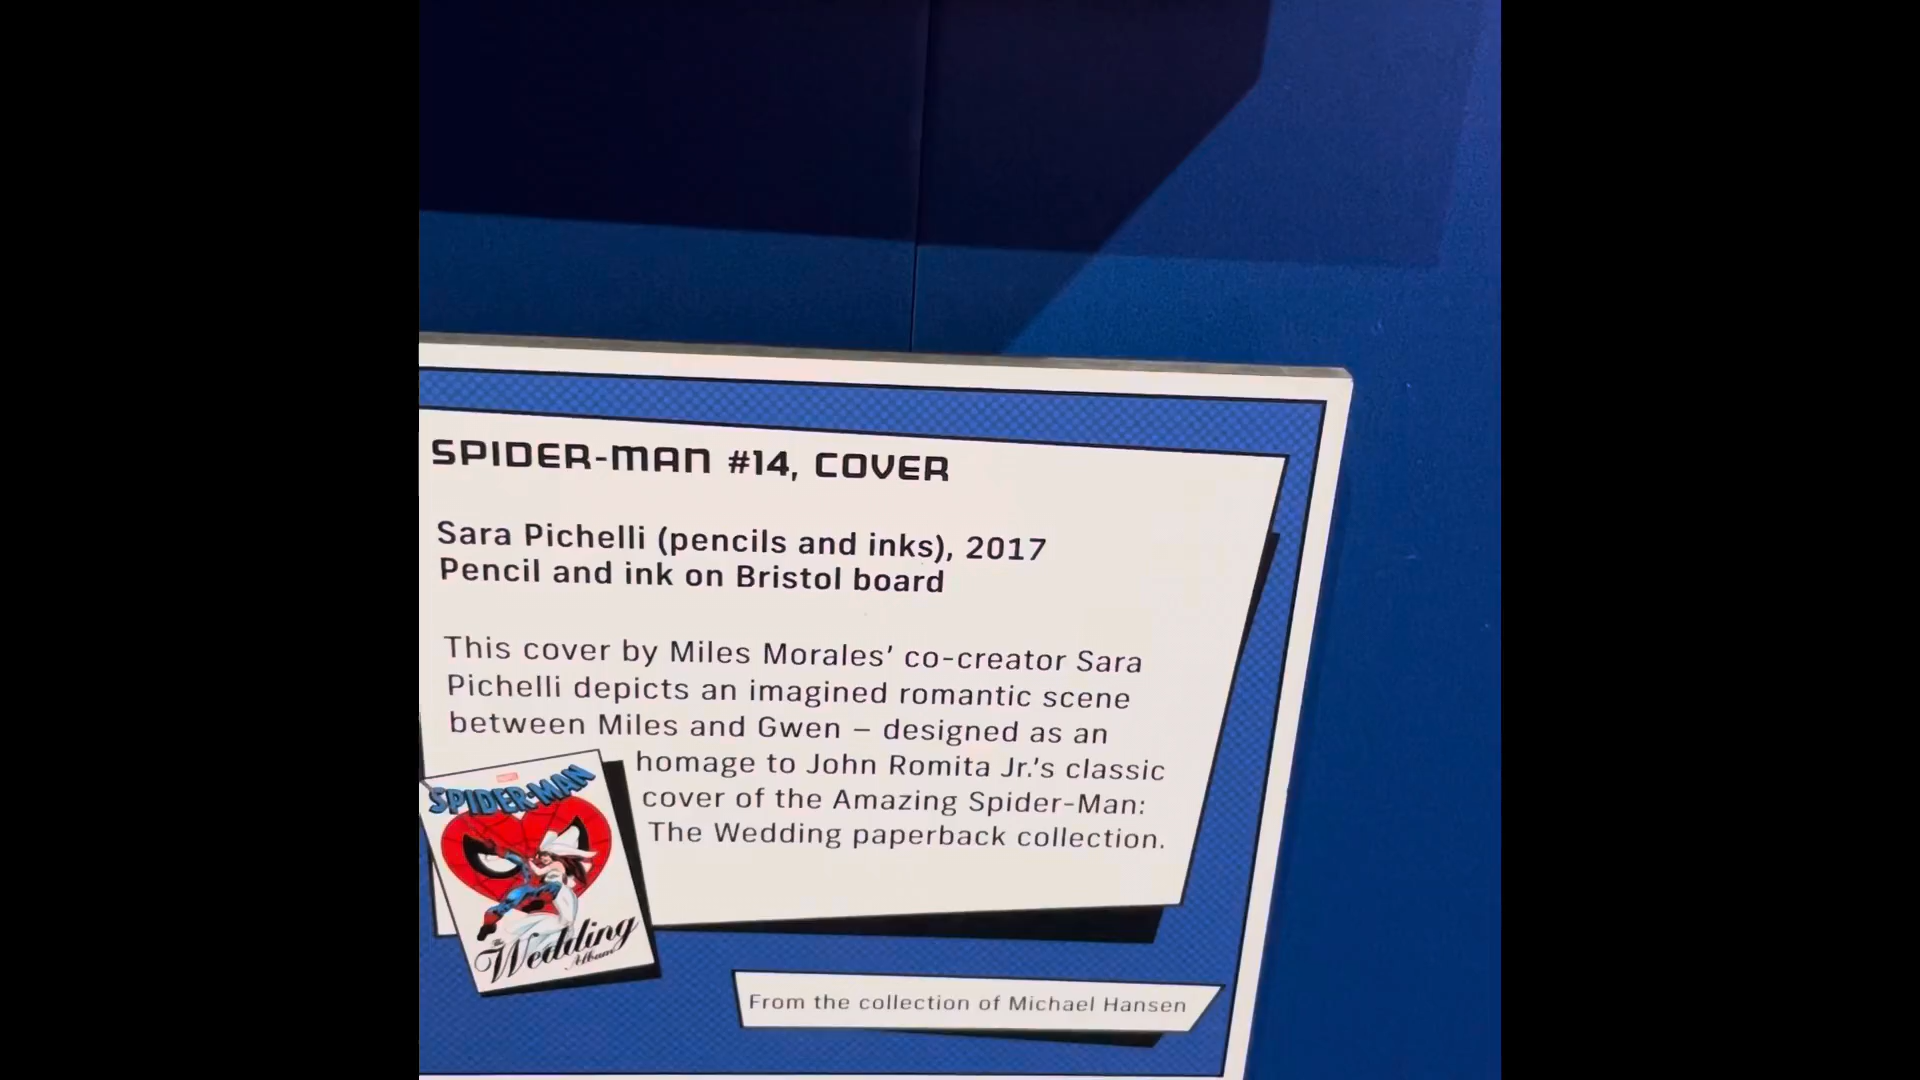 SPIDER-MAN #14, COVER
Sara Pichelli (pencils and inks), 2017
Pencil and ink on Bristol board
This cover by Miles Morales' co-creator Sara
Pichelli depicts an imagined romantic scene
between Miles and Gwen – designed as an
homage to John Romita Jr.'s classic
cover of the Amazing Spider-Man:
The Wedding paperback collection.
MARVEL
SPIDER-MAN
The
Wedding
Album
From the collection of Michael Hansen